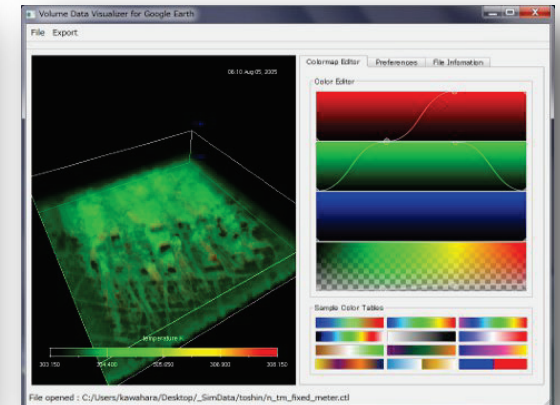 Volume Data Visualizer for Google Earth
File Export
06:10 Aug 05, 2005
Colormap Editor Preferences File Infomation
Color Editor
Temperature K
303.150 304.400 305.650 306.900 308.150
Sample Color Tables
File opened : C:/Users/kawahara/Desktop/_SimData/toshin/n_tm_fixed_meter.ctl